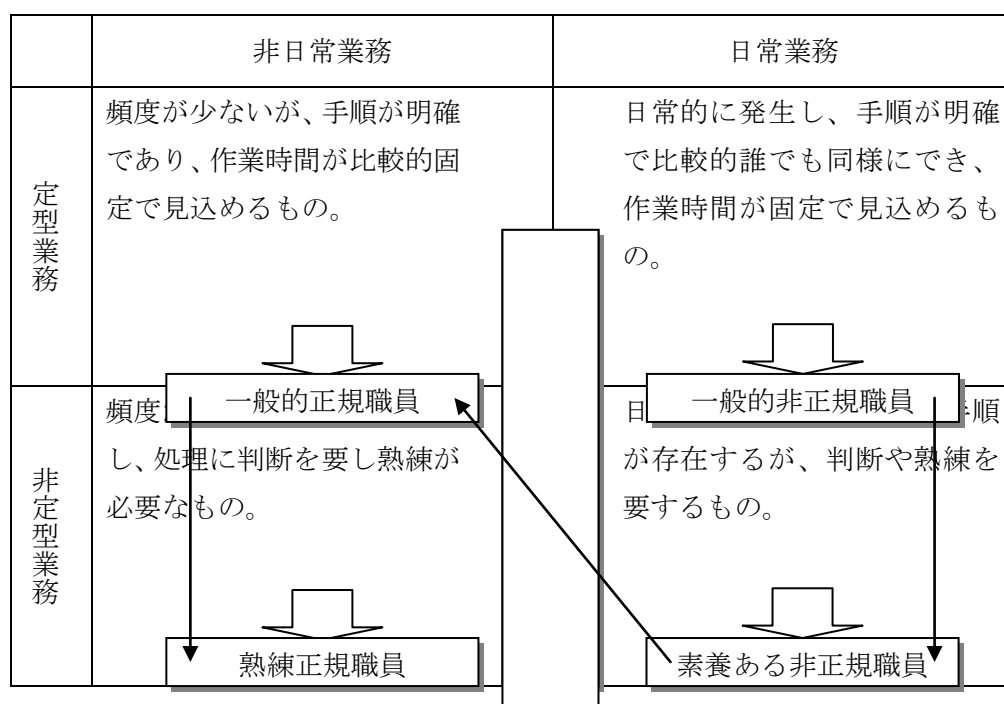 非日常業務
日常業務
定型業務
頻度が少ないが、手順が明確
であり、作業時間が比較的固
定で見込めるもの。
日常的に発生し、手順が明確
で比較的誰でも同様にでき、
作業時間が固定で見込めるも
の。
一般的正規職員
一般的非正規職員
非定型業務
頻度
し、処理に判断を要し熟練が
必要なもの。
日
手順
が存在するが、判断や熟練を
要するもの。
熟練正規職員
素養ある非正規職員